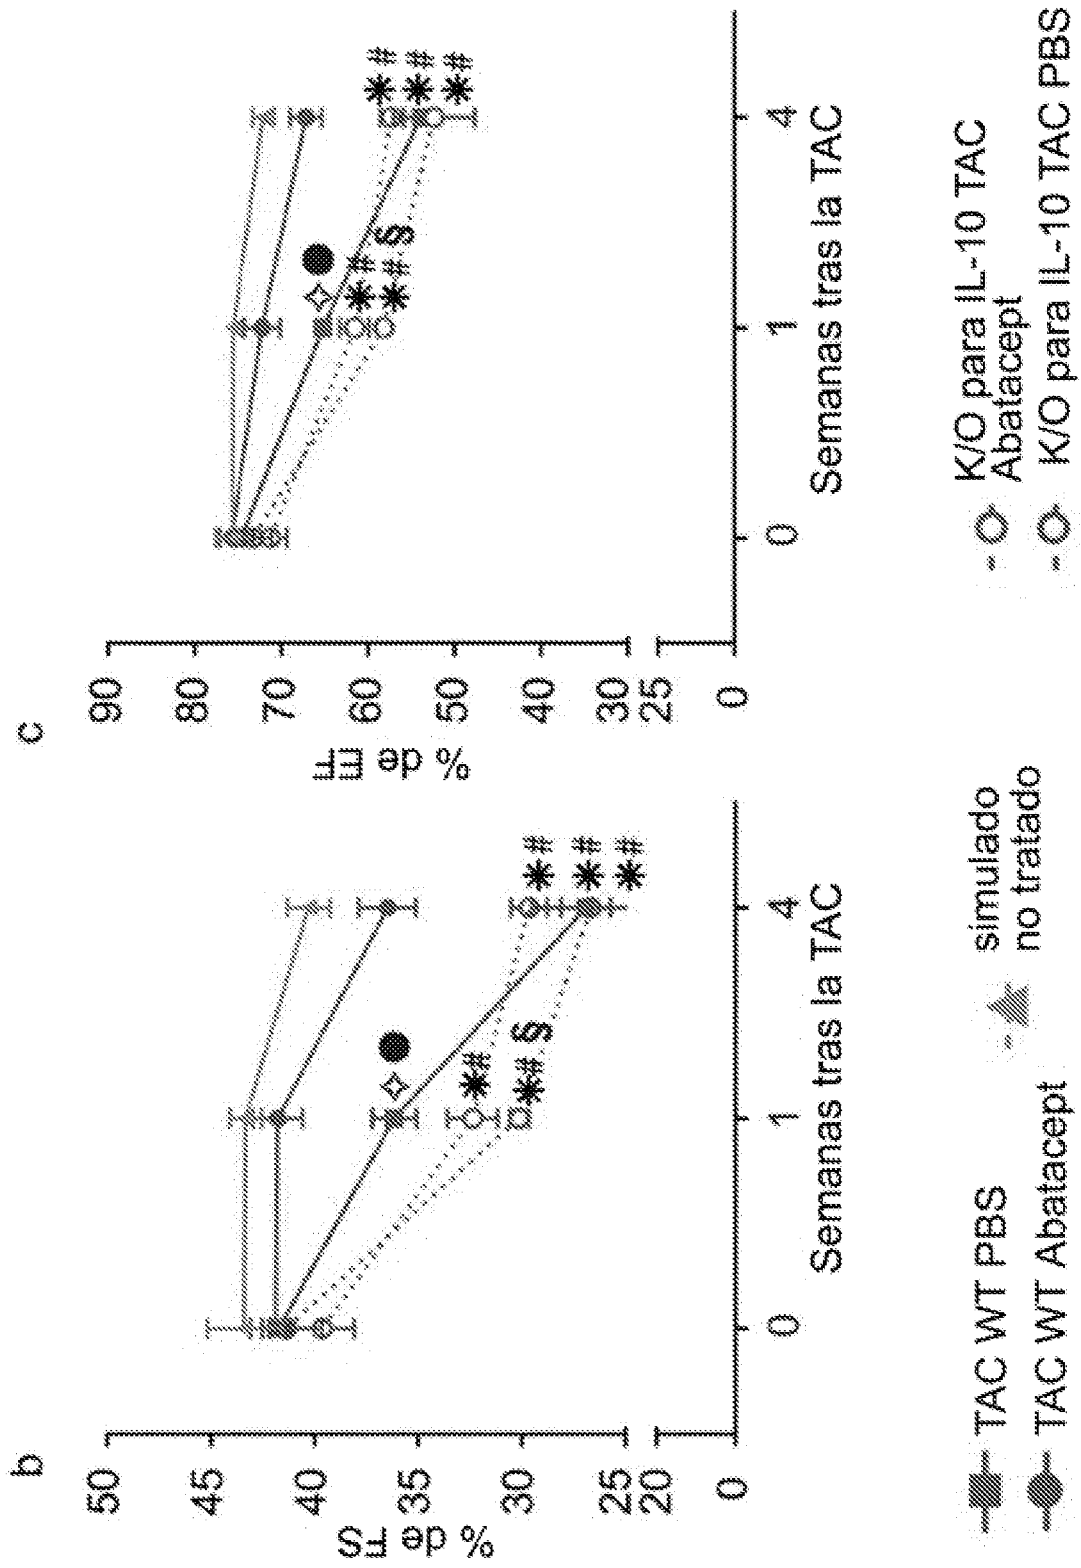 b
% de FS
50
45
40
35
30
25
20
0
0
1
4
*#
*# §
*#
*#
*#
Semanas tras la TAC
c
% de EF
90
80
70
60
50
40
30
25
0
0
1
4
*#
*# §
*#
*#
*#
Semanas tras la TAC
TAC WT PBS
TAC WT Abatacept
simulado
no tratado
K/O para IL-10 TAC
Abatacept
K/O para IL-10 TAC PBS